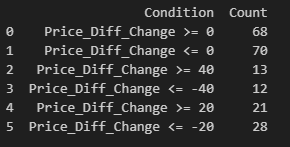 Condition  Count
0  Price_Diff_Change >= 0  68
1  Price_Diff_Change <= 0  70
2  Price_Diff_Change >= 40  13
3  Price_Diff_Change <= -40  12
4  Price_Diff_Change >= 20  21
5  Price_Diff_Change <= -20  28